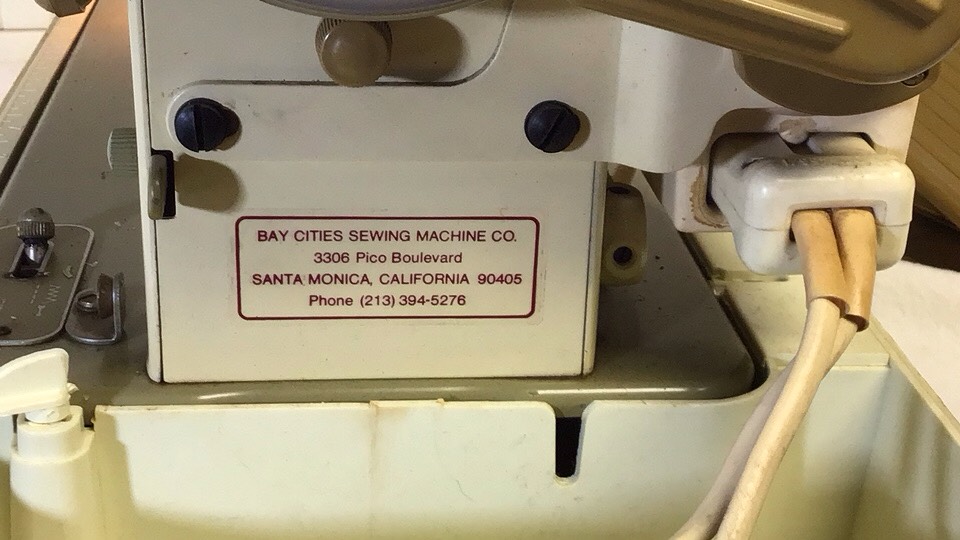 BAY CITIES SEWING MACHINE CO.
3306 Pico Boulevard
SANTA MONICA, CALIFORNIA 90405
Phone (213) 394-5276